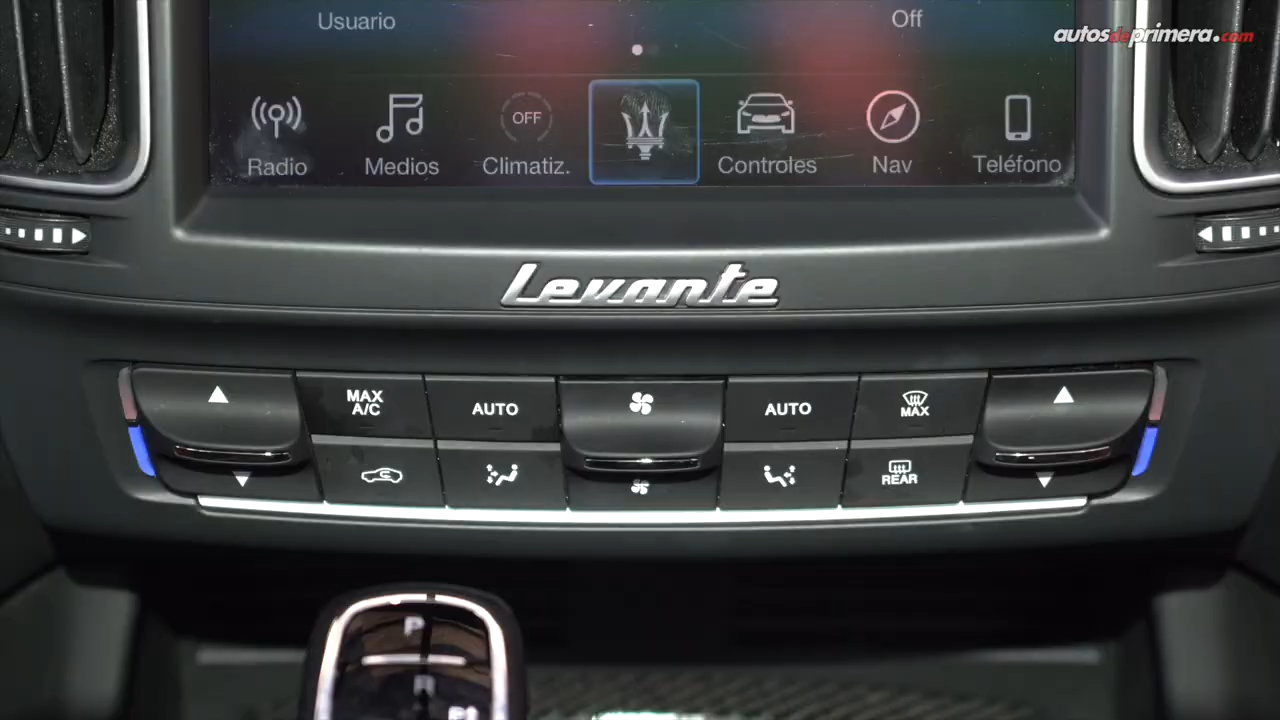 Usuario
Off
autosdeprimera.com
Radio
Medios
OFF
Climatiz.
Controles
Nav
Teléfono
Levante
MAX
A/C
AUTO
AUTO
MAX
REAR
P
R